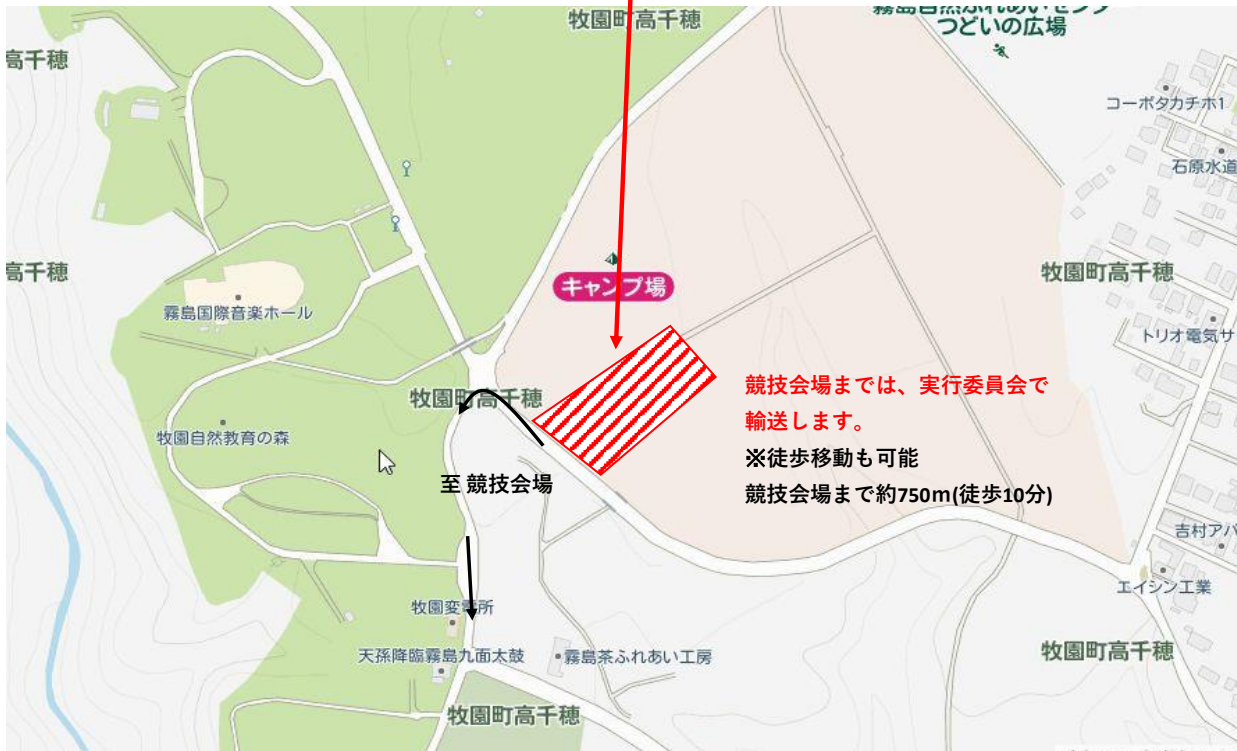 牧園町高千穂
つどいの広場
高千穂
コーポタカチホ1
石原水道
高千穂
キャンプ場
牧園町高千穂
霧島国際音楽ホール
トリオ電気サ
牧園町高千穂
競技会場までは、実行委員会で
輸送します。
※徒歩移動も可能
競技会場まで約750m(徒歩10分)
牧園自然教育の森
至 競技会場
吉村アパ
エイシン工業
牧園変電所
天孫降臨霧島九面太鼓
霧島茶ふれあい工房
牧園町高千穂
牧園町高千穂